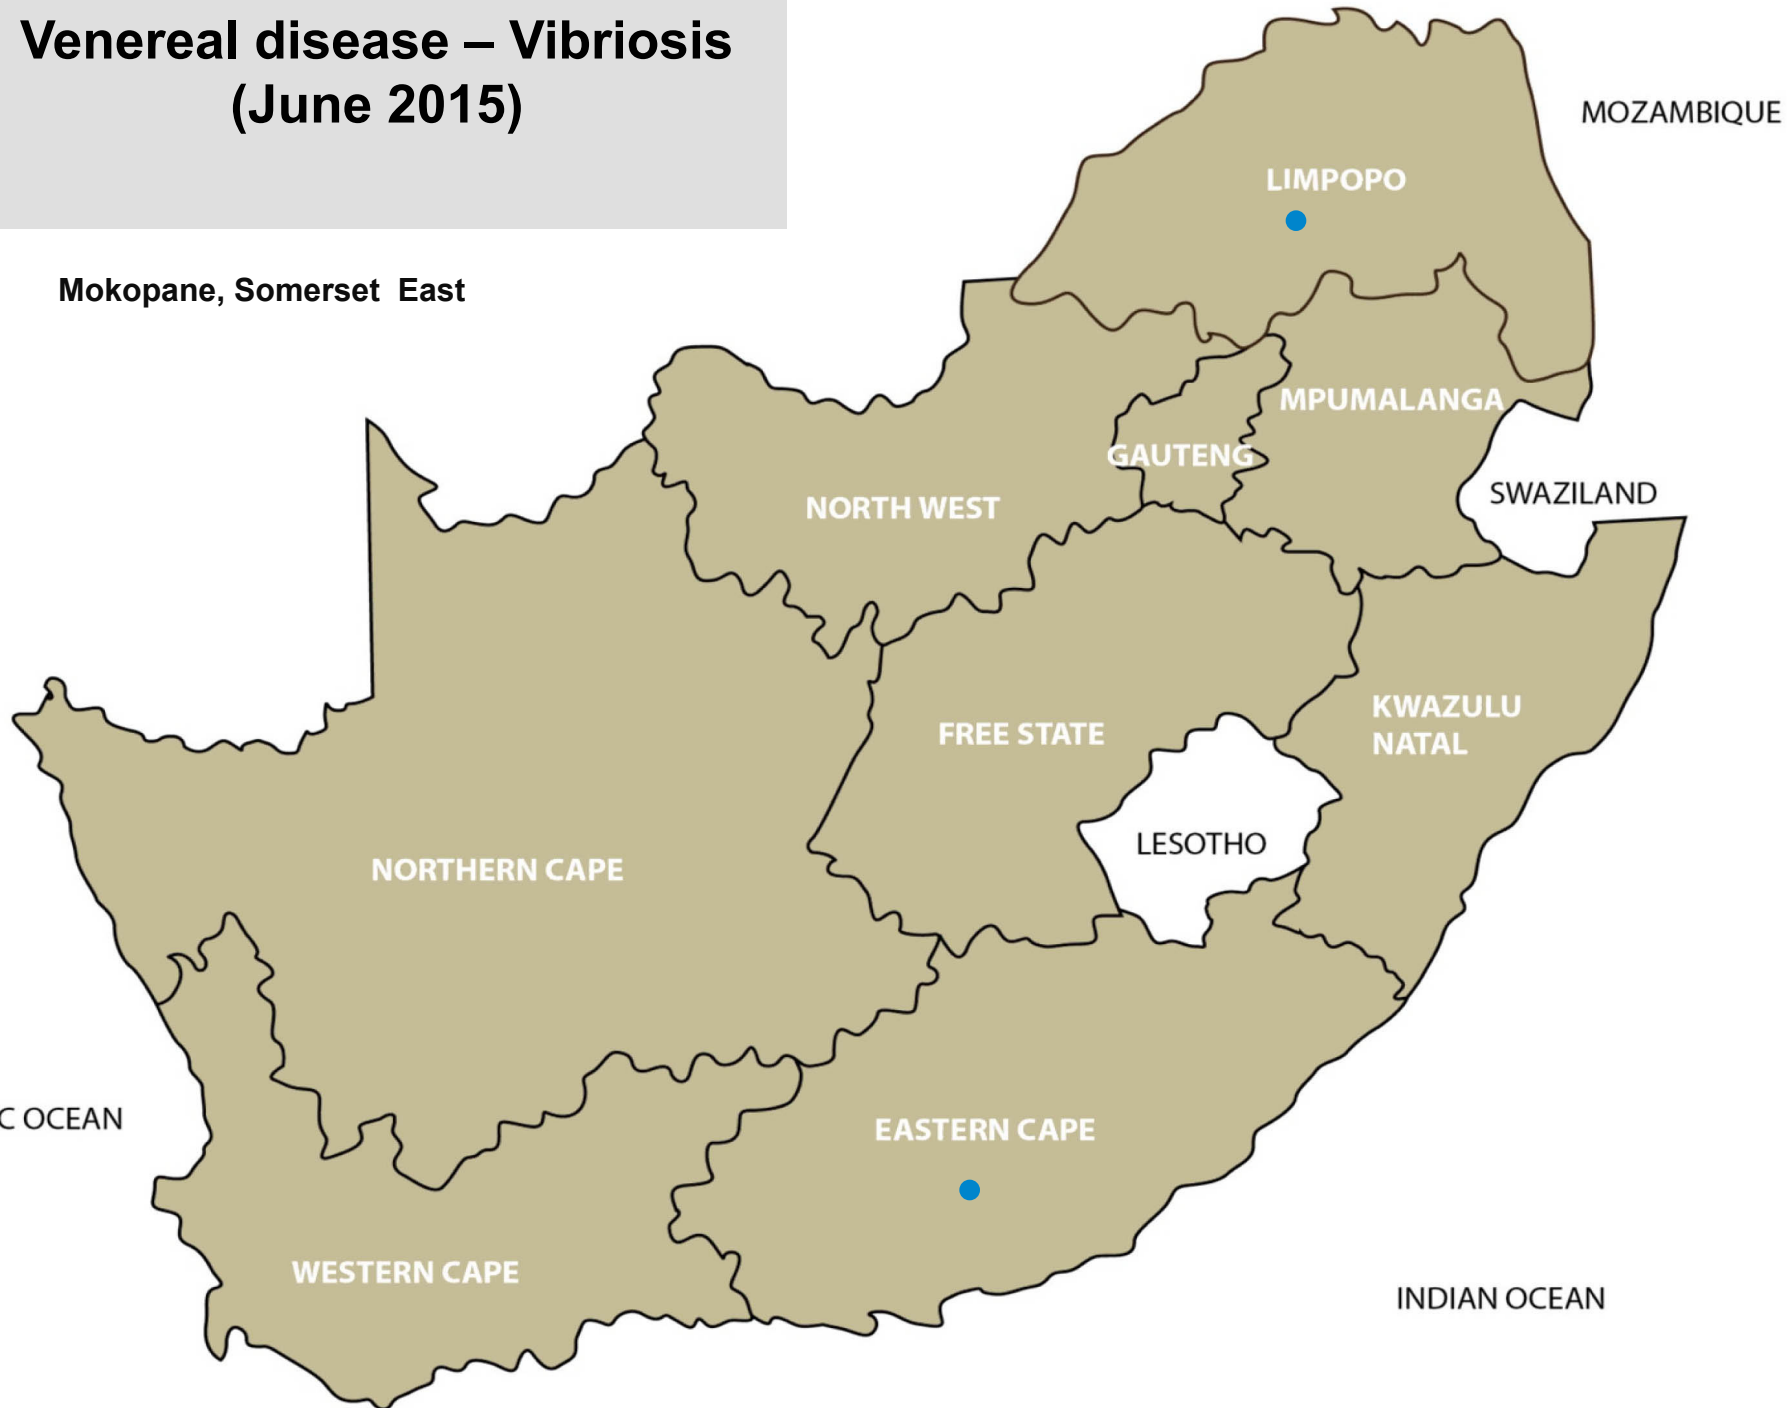 Venereal disease – Vibriosis
(June 2015)
MOZAMBIQUE
LIMPOPO
Mokopane, Somerset  East
MPUMALANGA
GAUTENG
SWAZILAND
NORTH WEST
KWAZULU
NATAL
FREE STATE
LESOTHO
NORTHERN CAPE
C OCEAN
EASTERN CAPE
WESTERN CAPE
INDIAN OCEAN